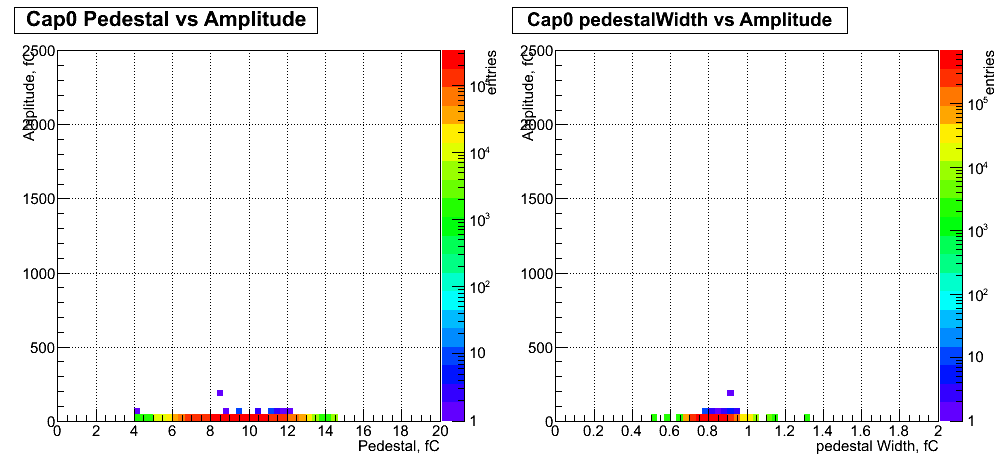 Cap0 Pedestal vs Amplitude
Amplitude, fC
2500
2000
1500
1000
500
0
0 2 4 6 8 10 12 14 16 18 20
Pedestal, fC
entries
10^5
10^4
10^3
10^2
10
1
Cap0 pedestalWidth vs Amplitude
Amplitude, fC
2500
2000
1500
1000
500
0
0 0.2 0.4 0.6 0.8 1 1.2 1.4 1.6 1.8 2
pedestal Width, fC
entries
10^5
10^4
10^3
10^2
10
1